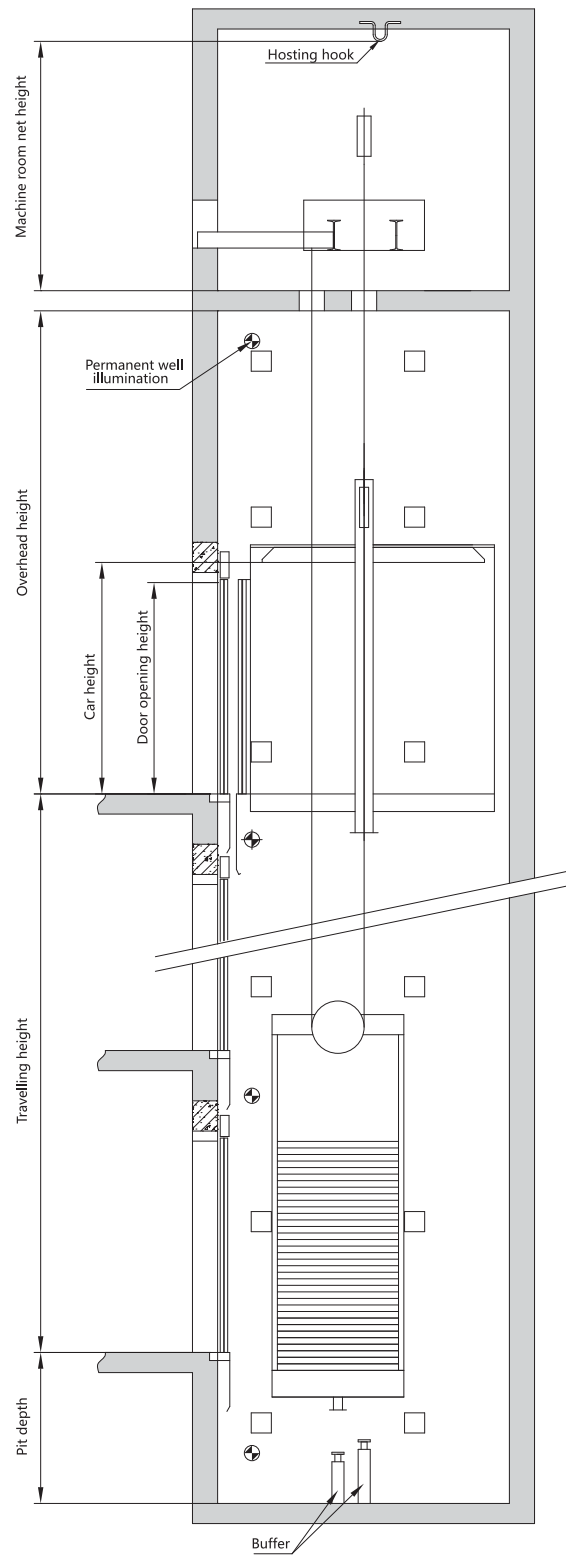 Hosting hook
Machine room net height
Permanent well
illumination
Overhead height
Car height
Door opening height
Travelling height
Pit depth
Buffer